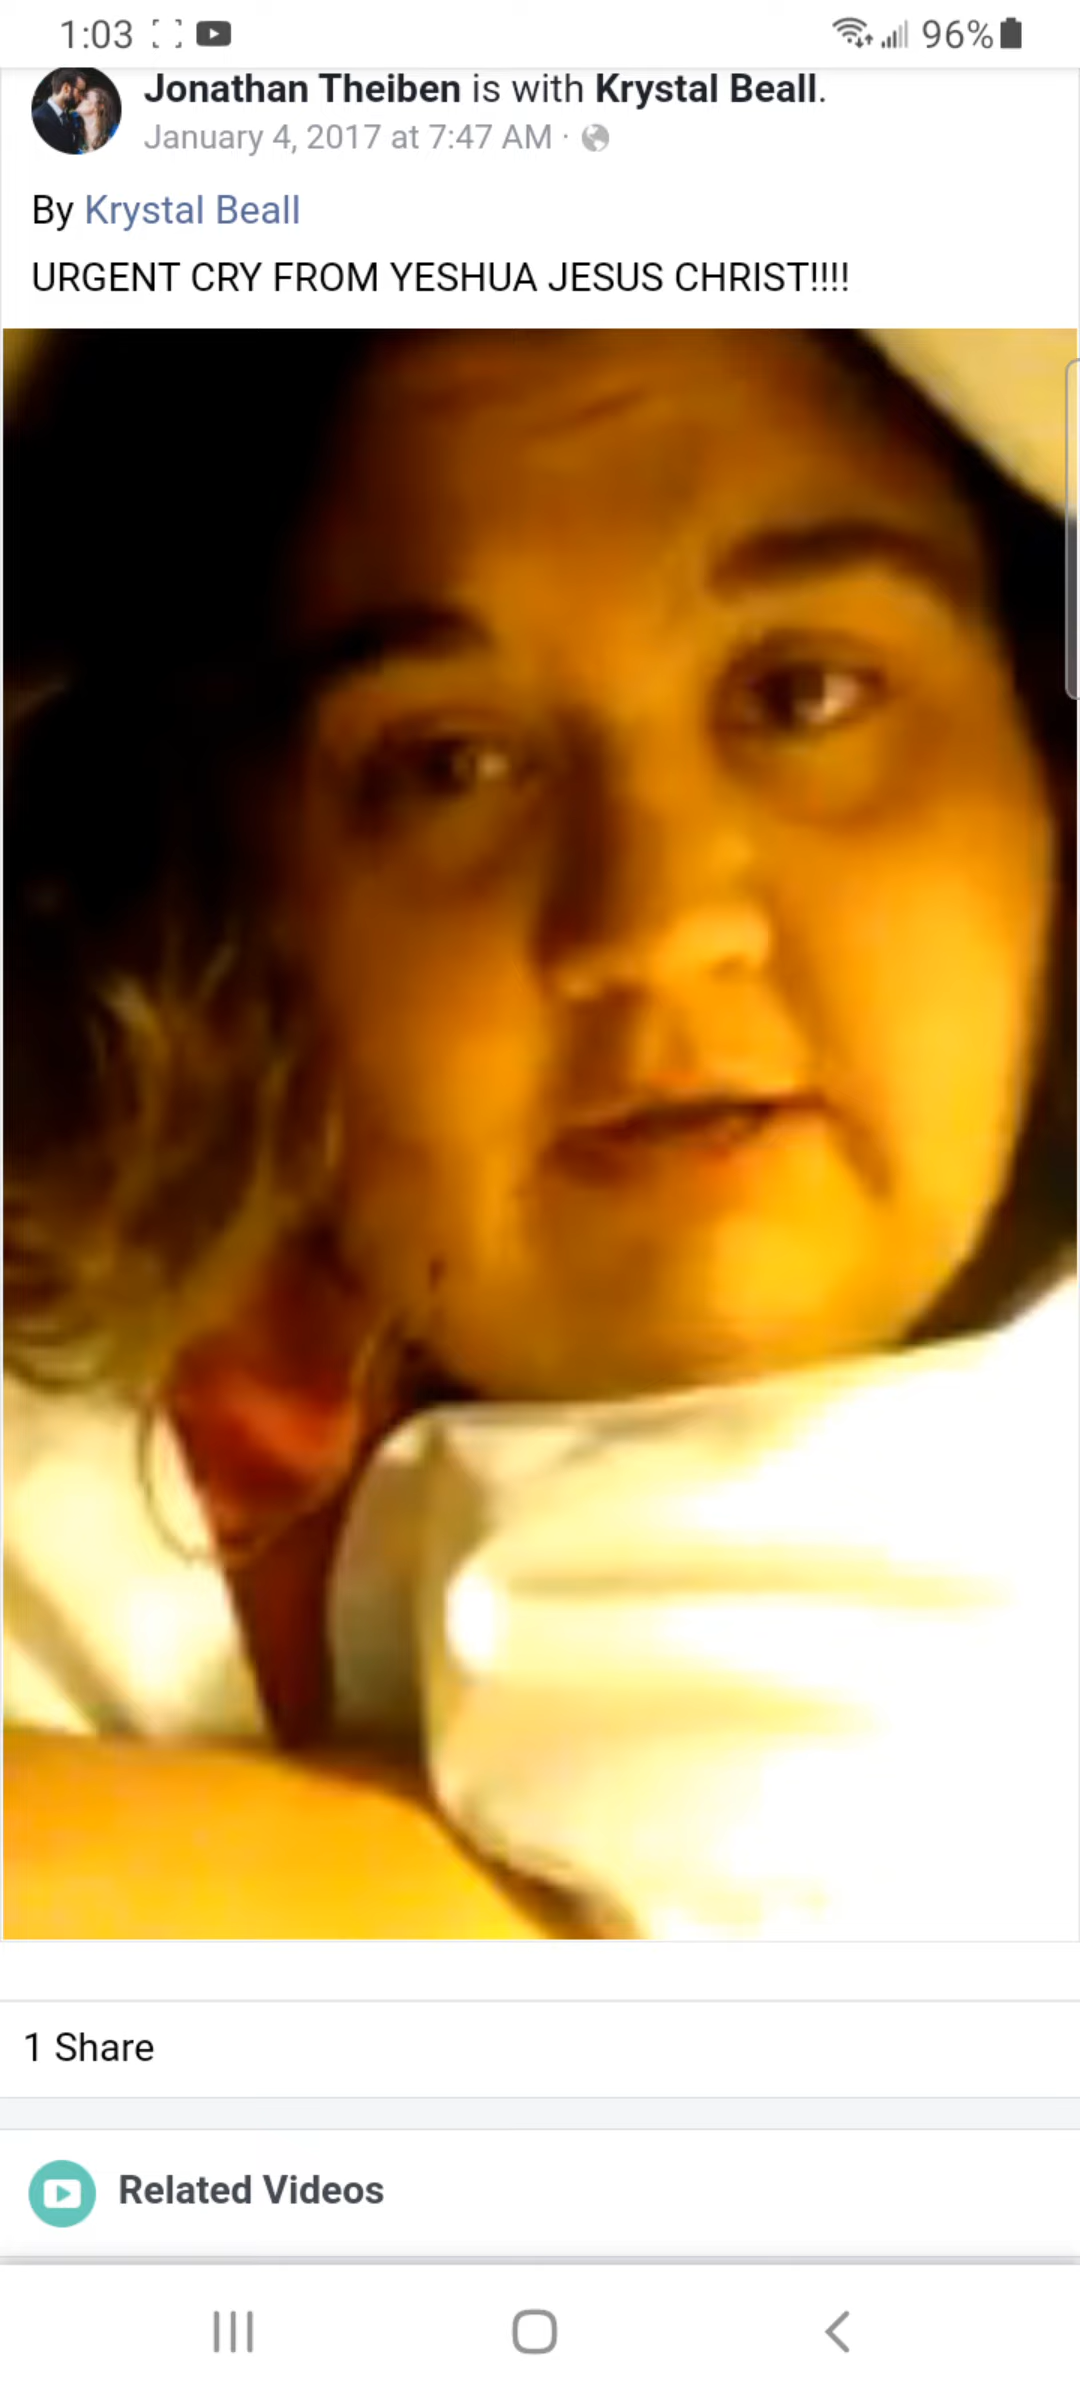 1:03 96%
Jonathan Theiben is with Krystal Beall.
January 4, 2017 at 7:47 AM ·
By Krystal Beall
URGENT CRY FROM YESHUA JESUS CHRIST!!!!
1 Share
Related Videos